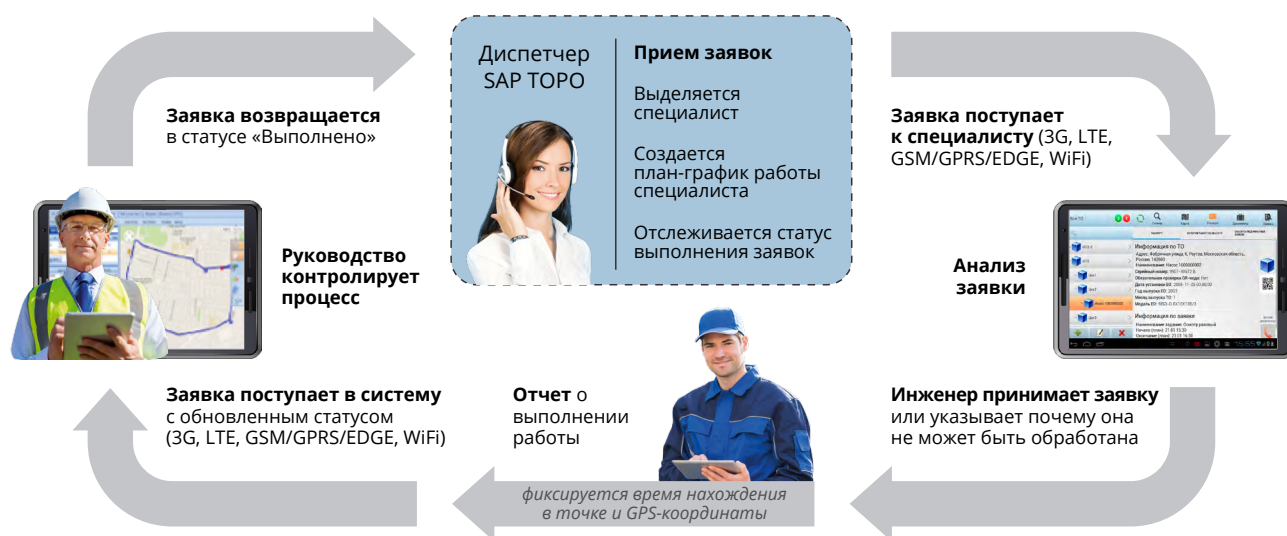 Диспетчер
SAP ТОРО
Прием заявок
Выделяется
специалист
Создается
план-график работы
специалиста
Отслеживается статус
выполнения заявок
Заявка возвращается
в статусе «Выполнено»
Заявка поступает
к специалисту (3G, LTE,
GSM/GPRS/EDGE, WiFi)
Руководство
контролирует
процесс
Анализ
заявки
Информация по ТО
Информация по заявке
Заявка поступает в систему
с обновленным статусом
(3G, LTE, GSM/GPRS/EDGE, WiFi)
Отчет о
выполнении
работы
Инженер принимает заявку
или указывает почему она
не может быть обработана
фиксируется время нахождения
в точке и GPS-координаты